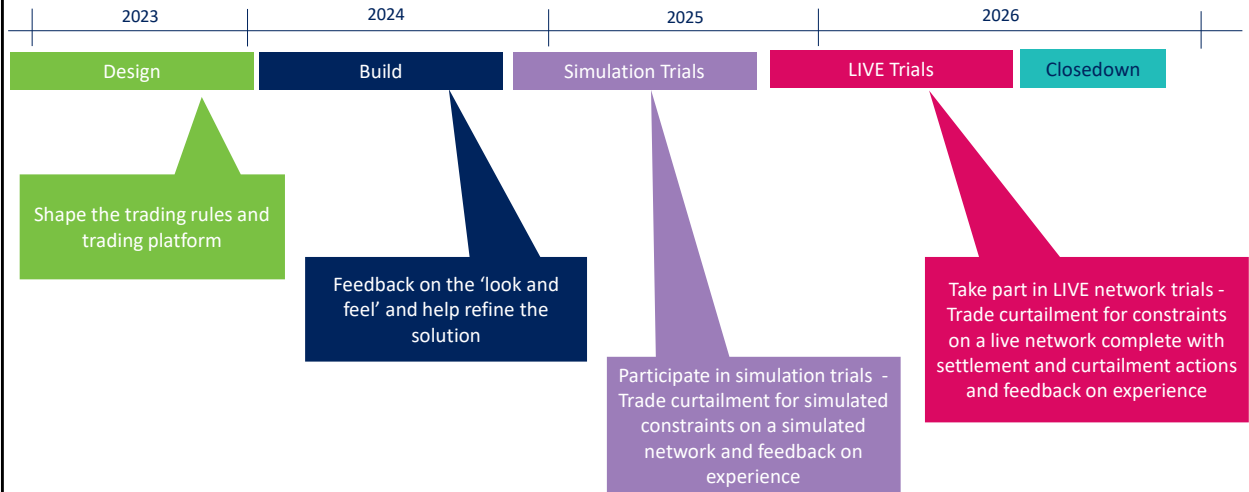 2023
2024
2025
2026
Design
Build
Simulation Trials
LIVE Trials
Closedown
Shape the trading rules and
trading platform
Feedback on the ‘look and
feel’ and help refine the
solution
Participate in simulation trials -
Trade curtailment for simulated
constraints on a simulated
network and feedback on
experience
Take part in LIVE network trials -
Trade curtailment for constraints
on a live network complete with
settlement and curtailment actions
and feedback on experience